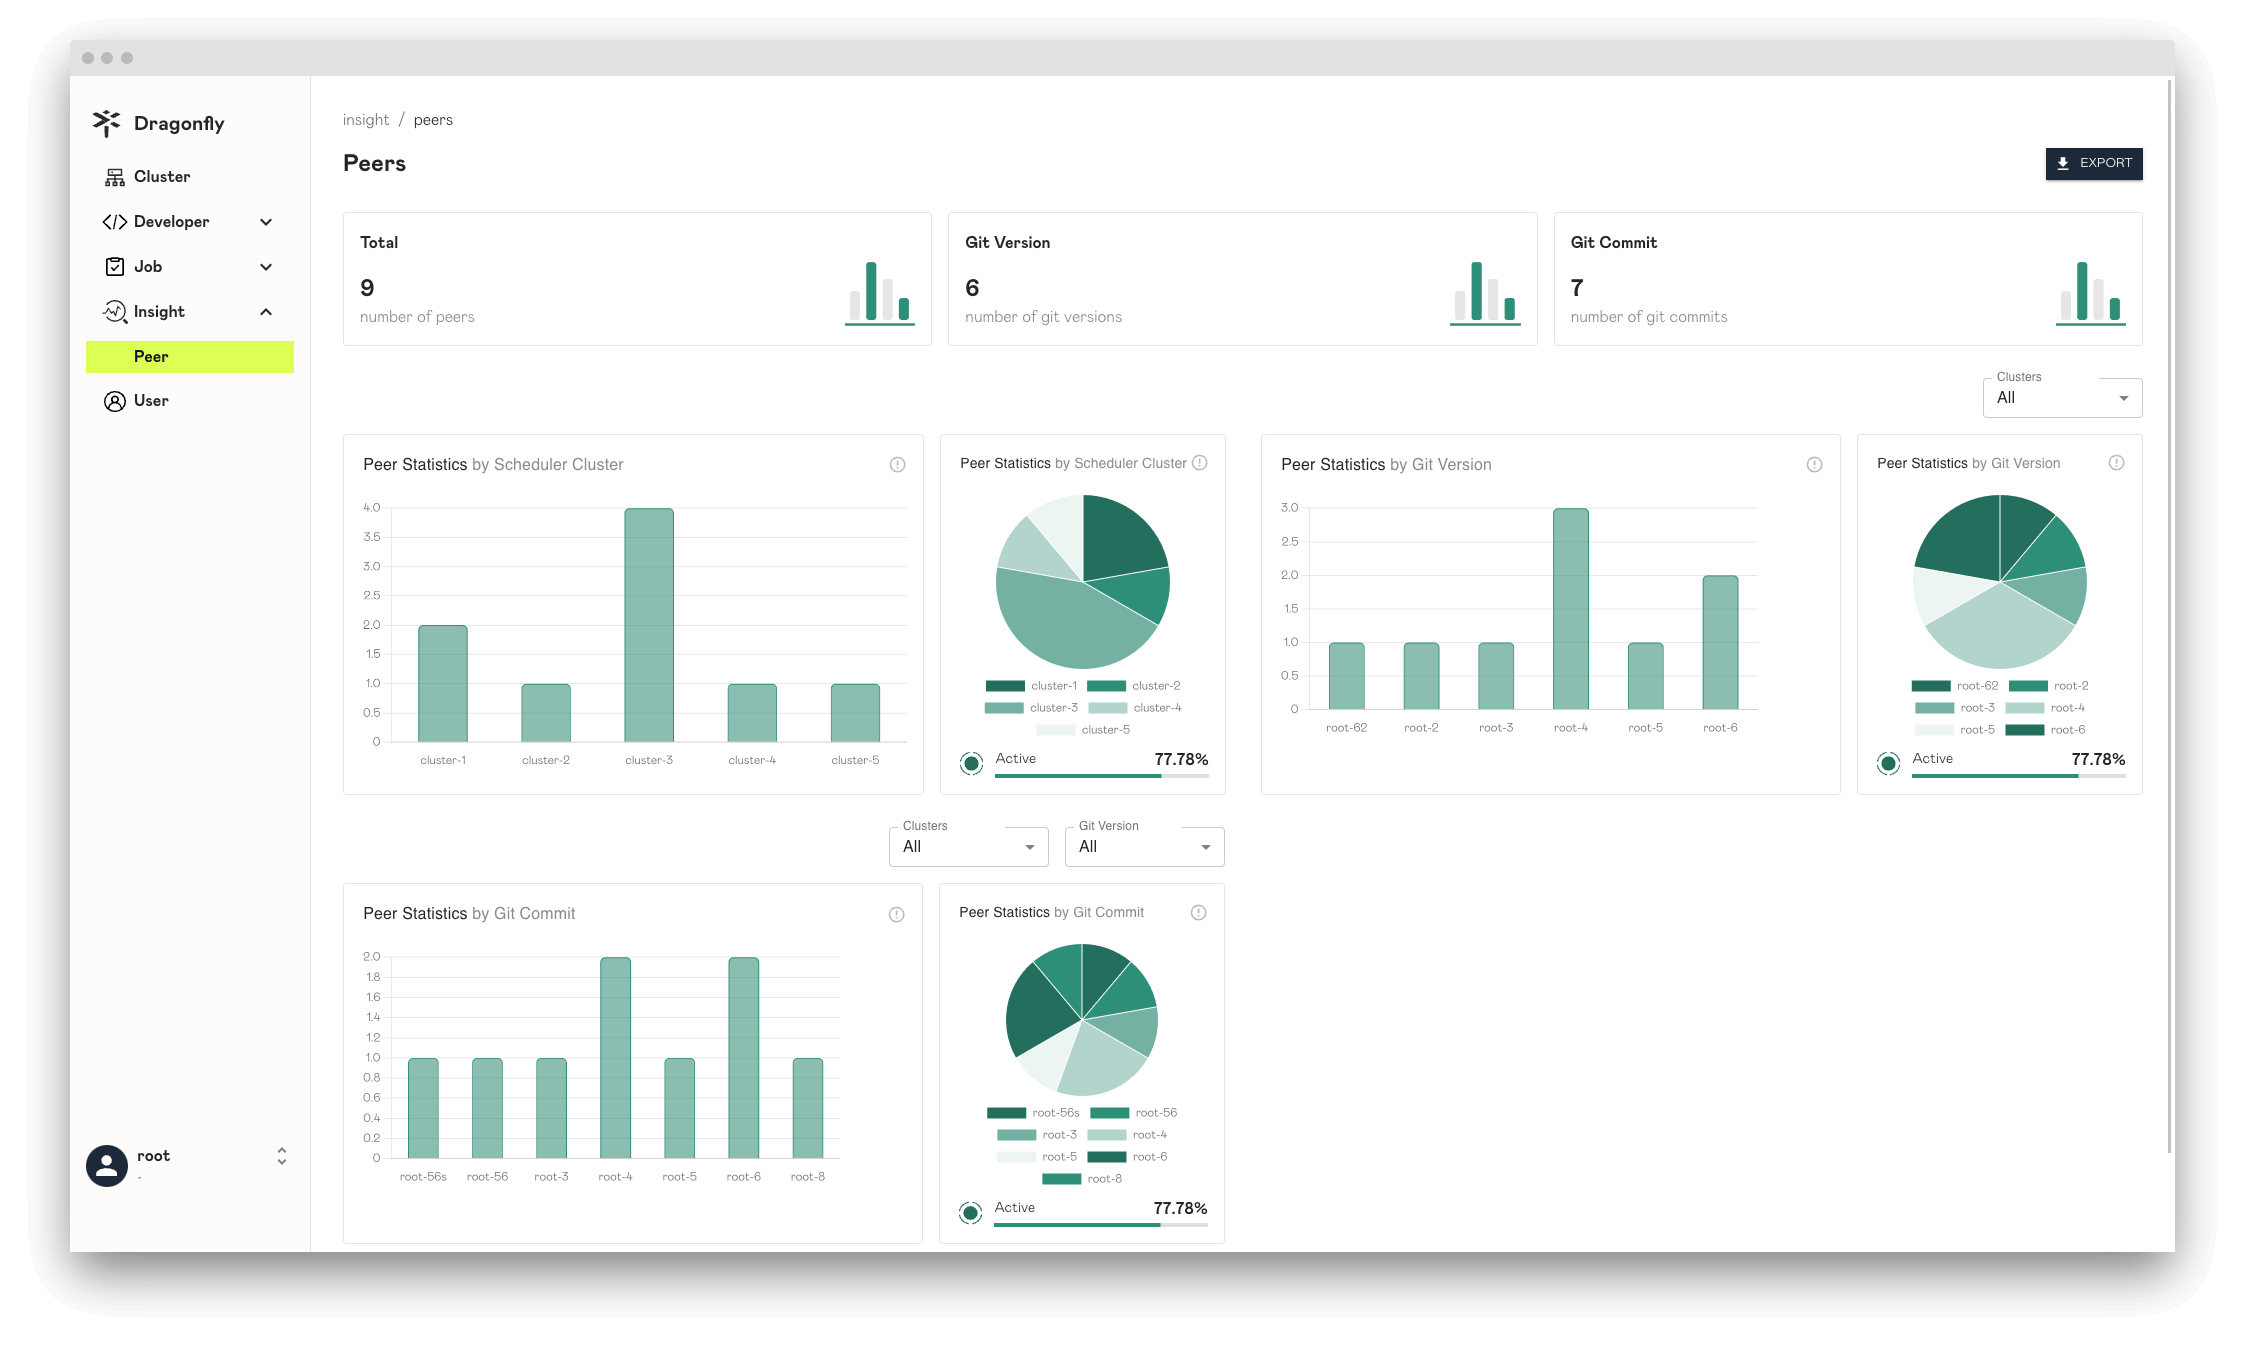 Dragonfly
Cluster
Developer
Job
Insight
Peer
User
root
-
insight / peers
Peers
EXPORT
Total
9
number of peers
Git Version
6
number of git versions
Git Commit
7
number of git commits
Clusters
All
Peer Statistics by Scheduler Cluster
4.0
3.5
3.0
2.5
2.0
1.5
1.0
0.5
0
cluster-1 cluster-2 cluster-3 cluster-4 cluster-5
Peer Statistics by Scheduler Cluster
cluster-1 cluster-2
cluster-3 cluster-4
cluster-5
Active 77.78%
Peer Statistics by Git Version
3.0
2.5
2.0
1.5
1.0
0.5
0
root-62 root-2 root-3 root-4 root-5 root-6
Peer Statistics by Git Version
root-62 root-2
root-3 root-4
root-5 root-6
Active 77.78%
Clusters
All
Git Version
All
Peer Statistics by Git Commit
2.0
1.8
1.6
1.4
1.2
1.0
0.8
0.6
0.4
0.2
0
root-56s root-56 root-3 root-4 root-5 root-6 root-8
Peer Statistics by Git Commit
root-56s root-56
root-3 root-4
root-5 root-6
root-8
Active 77.78%